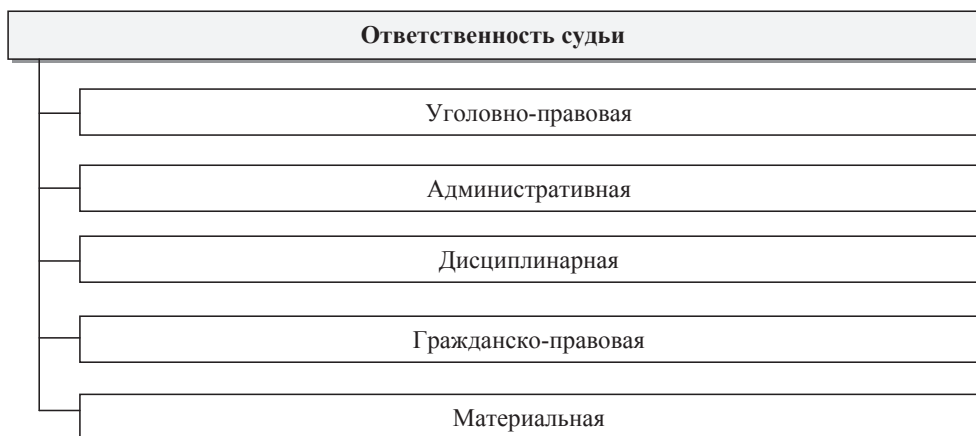 Ответственность судьи
Уголовно-правовая
Административная
Дисциплинарная
Гражданско-правовая
Материальная